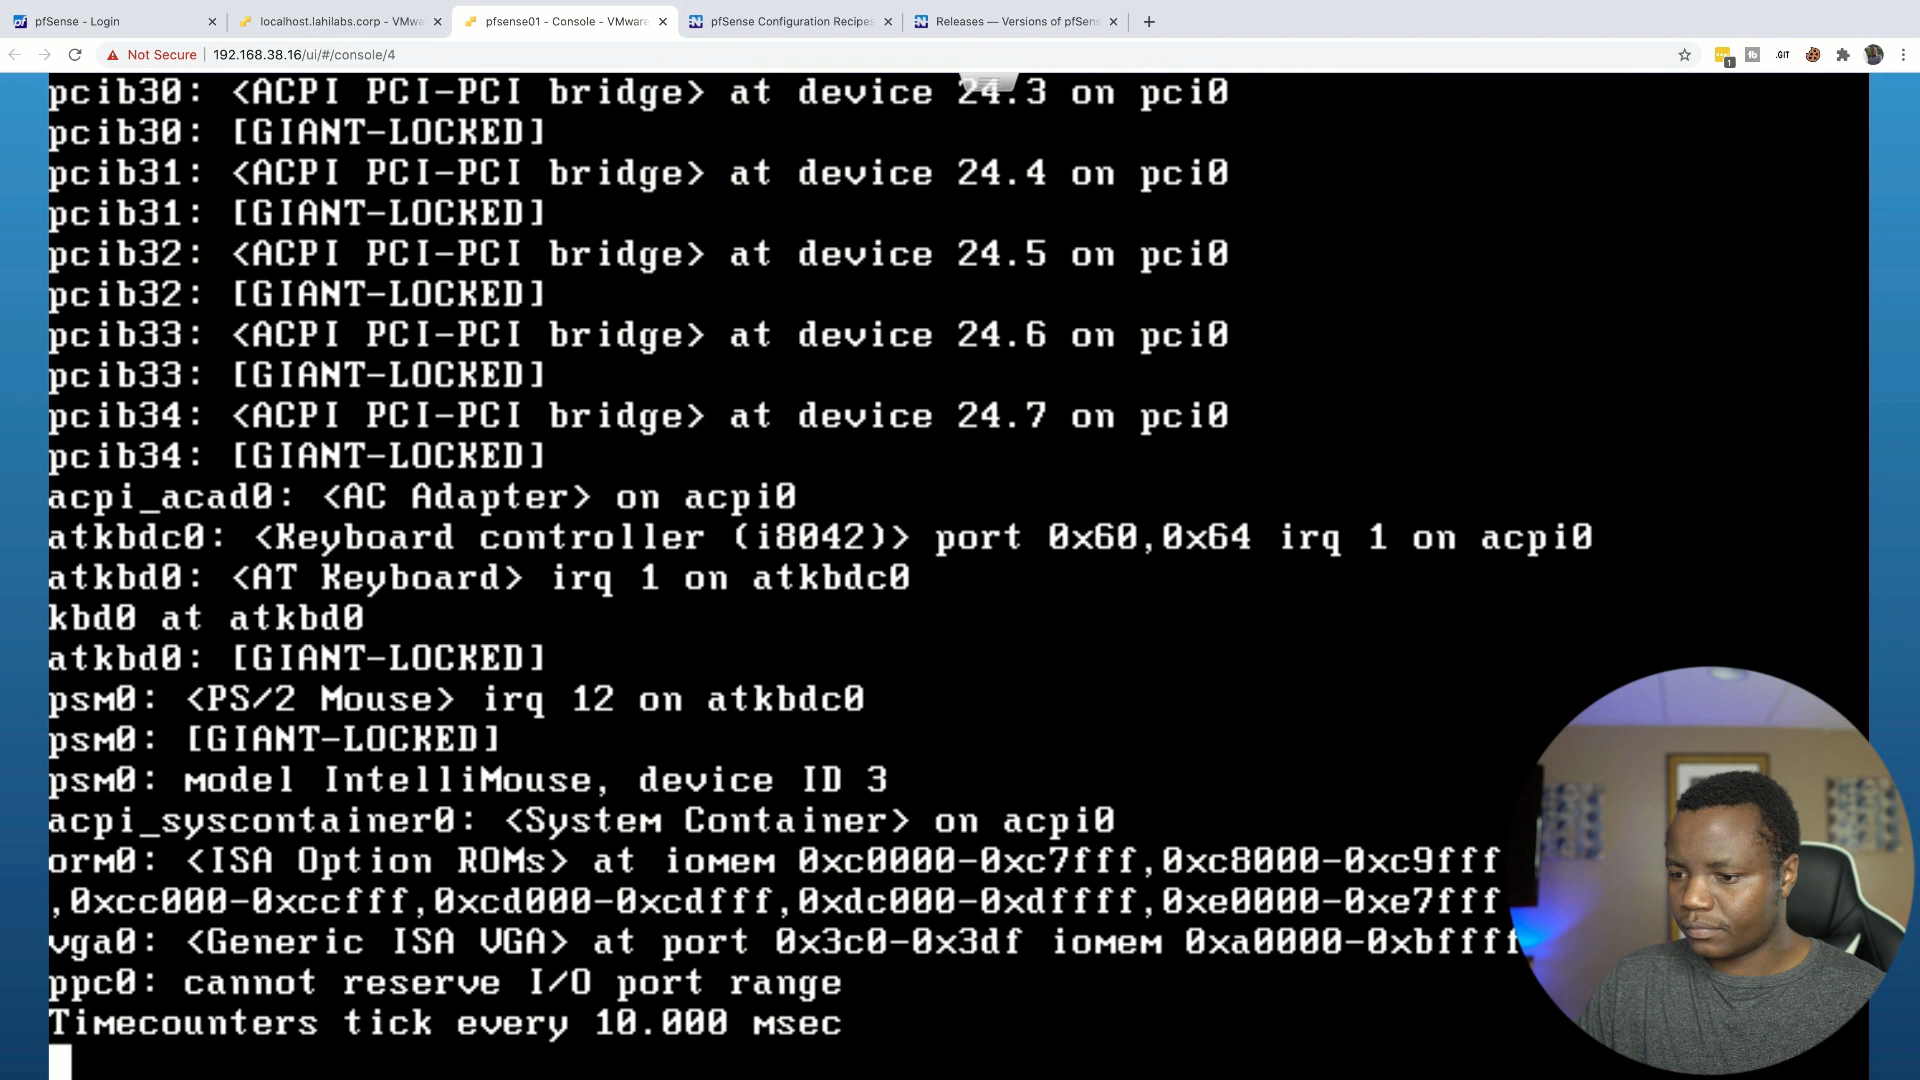 pfSense - Login
localhost.lahilabs.corp - VMwa
pfsense01 - Console - VMware
pfSense Configuration Recipes
Releases — Versions of pfSens
Not Secure
192.168.38.16/ui/#/console/4
1
.GIT
pcib30: <ACPI PCI-PCI bridge> at device 24.3 on pci0
pcib30: [GIANT-LOCKED]
pcib31: <ACPI PCI-PCI bridge> at device 24.4 on pci0
pcib31: [GIANT-LOCKED]
pcib32: <ACPI PCI-PCI bridge> at device 24.5 on pci0
pcib32: [GIANT-LOCKED]
pcib33: <ACPI PCI-PCI bridge> at device 24.6 on pci0
pcib33: [GIANT-LOCKED]
pcib34: <ACPI PCI-PCI bridge> at device 24.7 on pci0
pcib34: [GIANT-LOCKED]
acpi_acad0: <AC Adapter> on acpi0
atkbdc0: <Keyboard controller (i8042)> port 0x60,0x64 irq 1 on acpi0
atkbd0: <AT Keyboard> irq 1 on atkbdc0
kbd0 at atkbd0
atkbd0: [GIANT-LOCKED]
psm0: <PS/2 Mouse> irq 12 on atkbdc0
psm0: [GIANT-LOCKED]
psm0: model IntelliMouse, device ID 3
acpi_syscontainer0: <System Container> on acpi0
orm0: <ISA Option ROMs> at iomem 0xc0000-0xc7fff,0xc8000-0xc9fff
,0xcc000-0xccfff,0xcd000-0xcdfff,0xdc000-0xdffff,0xe0000-0xe7fff
vga0: <Generic ISA VGA> at port 0x3c0-0x3df iomem 0xa0000-0xbffff
ppc0: cannot reserve I/O port range
Timecounters tick every 10.000 msec